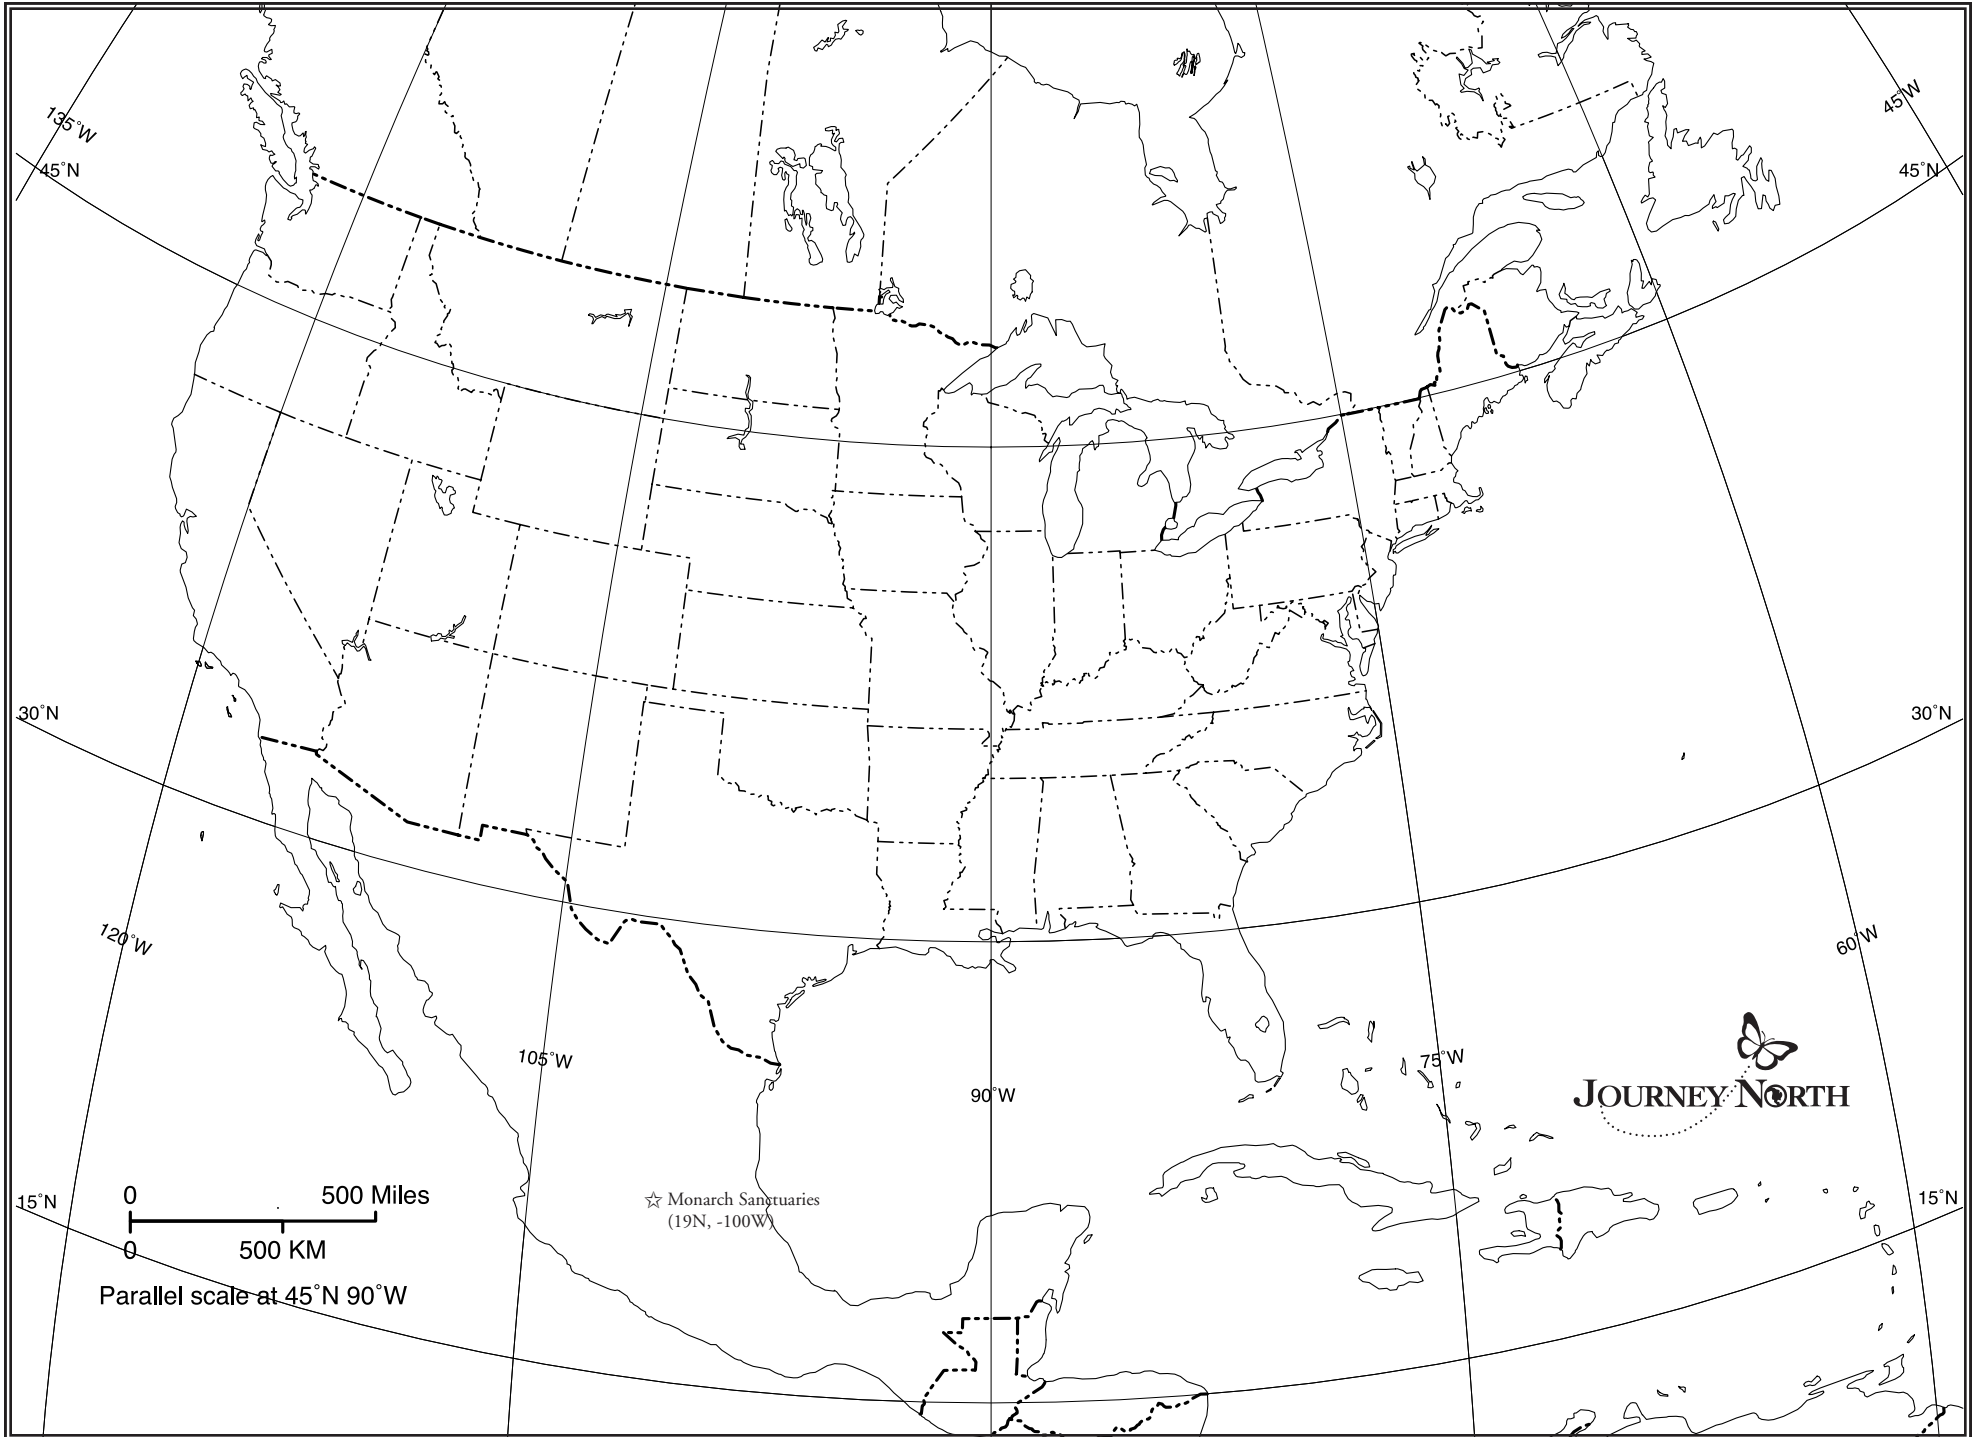 135°W
45°W
45°N
45°N
30°N
30°N
120°W
60°W
105°W
75°W
90°W
JOURNEY NORTH
15°N
15°N
0 500 Miles
0 500 KM
Parallel scale at 45°N 90°W
☆ Monarch Sanctuaries
(19N, -100W)